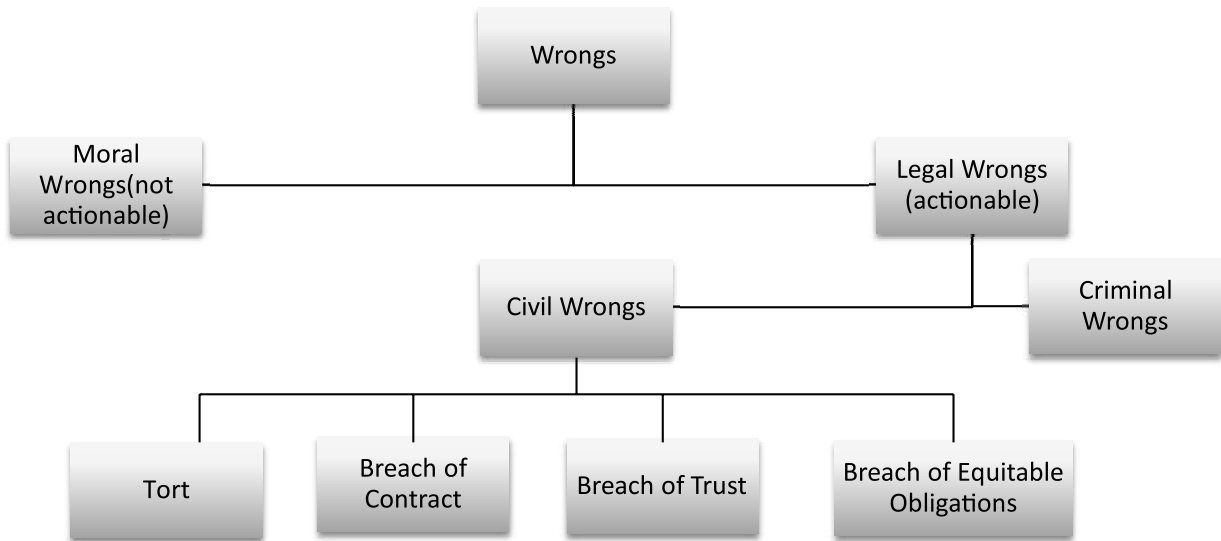 Wrongs
Moral
Wrongs(not
actionable)
Legal Wrongs
(actionable)
Civil Wrongs
Criminal
Wrongs
Tort
Breach of
Contract
Breach of Trust
Breach of Equitable
Obligations